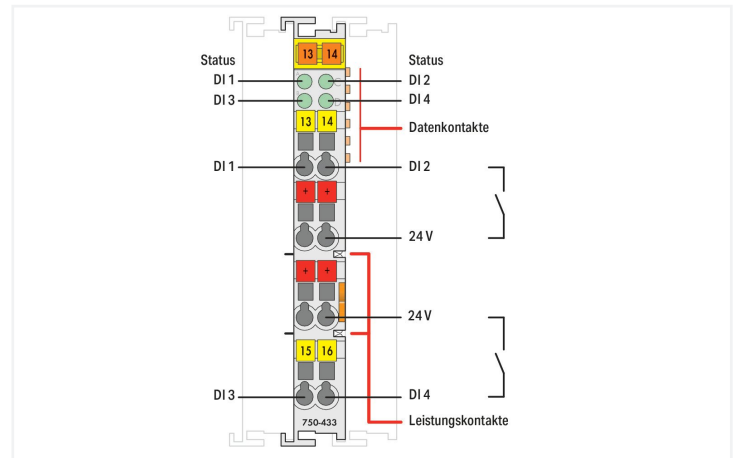 13 14
Status Status
DI 1 DI 2
DI 3 DI 4
13 14
Datenkontakte
DI 1 DI 2
+ +
24 V
+ +
24 V
15 16
DI 3 DI 4
Leistungskontakte
750-433